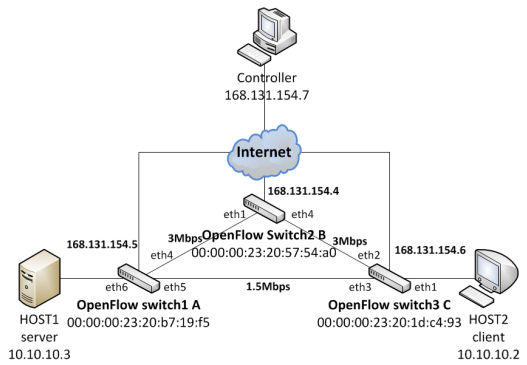 Controller
168.131.154.7
Internet
168.131.154.4
eth1
eth4
3Mbps
OpenFlow Switch2 B
3Mbps
00:00:00:23:20:57:54:a0
168.131.154.5
eth4
eth2
168.131.154.6
eth6
eth5
1.5Mbps
eth3
eth1
OpenFlow switch1 A
OpenFlow switch3 C
HOST1
00:00:00:23:20:b7:19:f5
00:00:00:23:20:1d:c4:93
HOST2
server
client
10.10.10.3
10.10.10.2